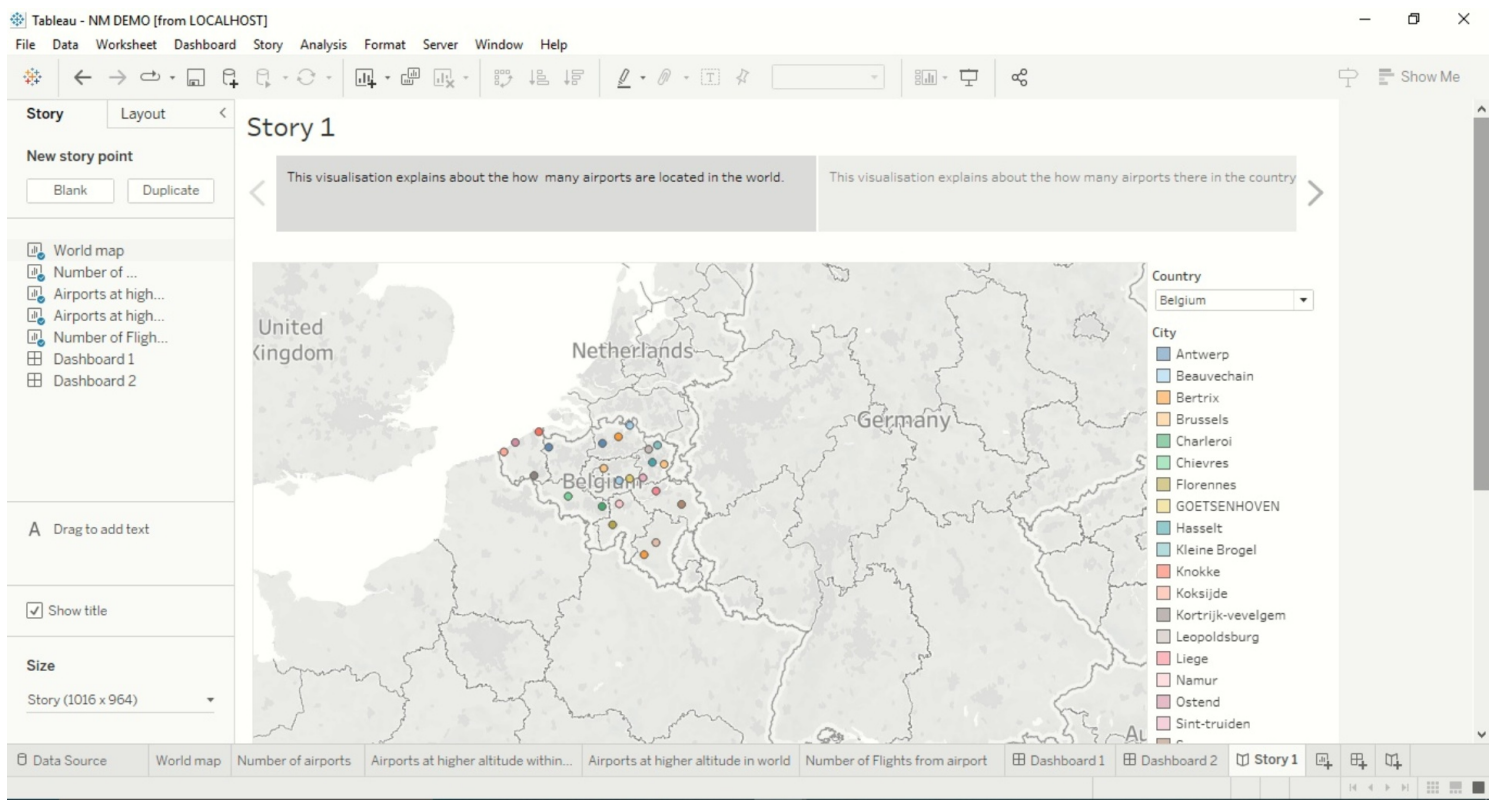 Tableau - NM DEMO [from LOCALHOST]
File Data Worksheet Dashboard Story Analysis Format Server Window Help
Show Me
Story Layout
New story point
Blank Duplicate
World map
Number of ...
Airports at high...
Airports at high...
Number of Fligh...
Dashboard 1
Dashboard 2
A Drag to add text
Show title
Size
Story (1016 x 964)
Story 1
This visualisation explains about the how many airports are located in the world.
This visualisation explains about the how many airports there in the country
United
Kingdom
Netherlands
Germany
Belgium
Au
Country
Belgium
City
Antwerp
Beauvechain
Bertrix
Brussels
Charleroi
Chievres
Florennes
GOETSENHOVEN
Hasselt
Kleine Brogel
Knokke
Koksijde
Kortrijk-vevelgem
Leopoldsburg
Liege
Namur
Ostend
Sint-truiden
Data Source World map Number of airports Airports at higher altitude within... Airports at higher altitude in world Number of Flights from airport Dashboard 1 Dashboard 2 Story 1